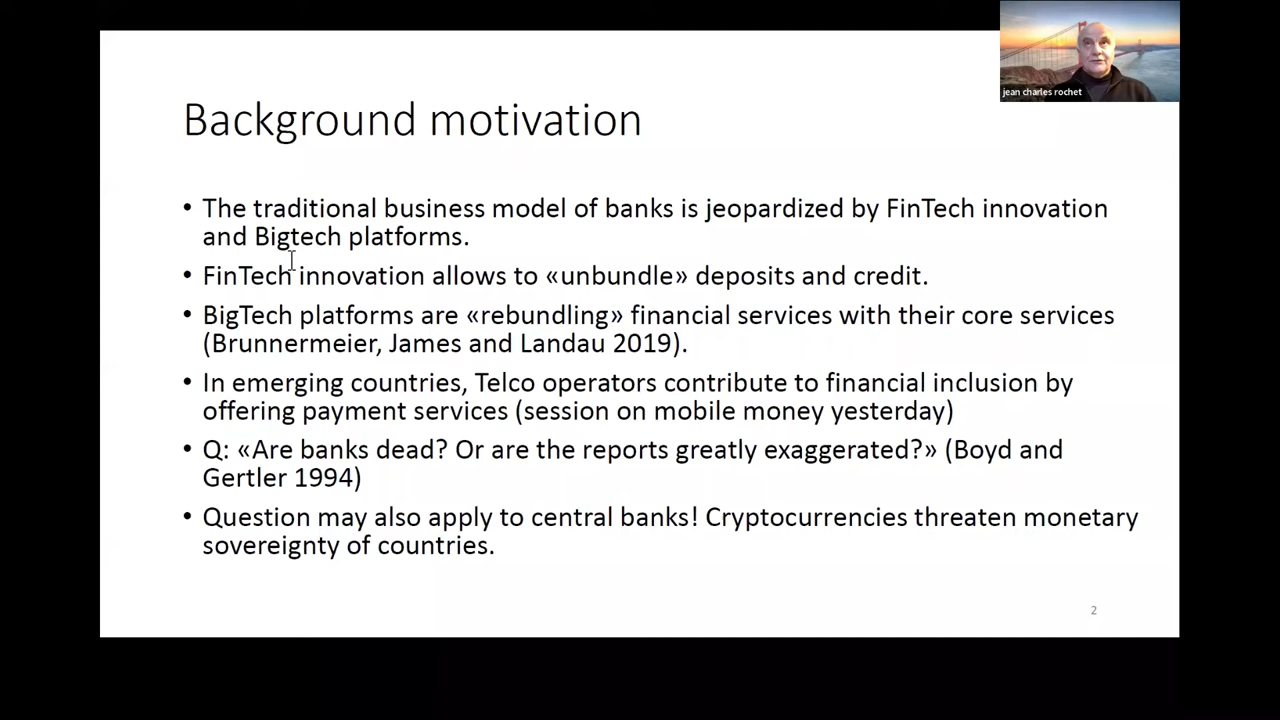 jean charles rochet
Background motivation
• The traditional business model of banks is jeopardized by FinTech innovation
and Bigtech platforms.
• FinTech innovation allows to «unbundle» deposits and credit.
• BigTech platforms are «rebundling» financial services with their core services
(Brunnermeier, James and Landau 2019).
• In emerging countries, Telco operators contribute to financial inclusion by
offering payment services (session on mobile money yesterday)
• Q: «Are banks dead? Or are the reports greatly exaggerated?» (Boyd and
Gertler 1994)
• Question may also apply to central banks! Cryptocurrencies threaten monetary
sovereignty of countries.
2